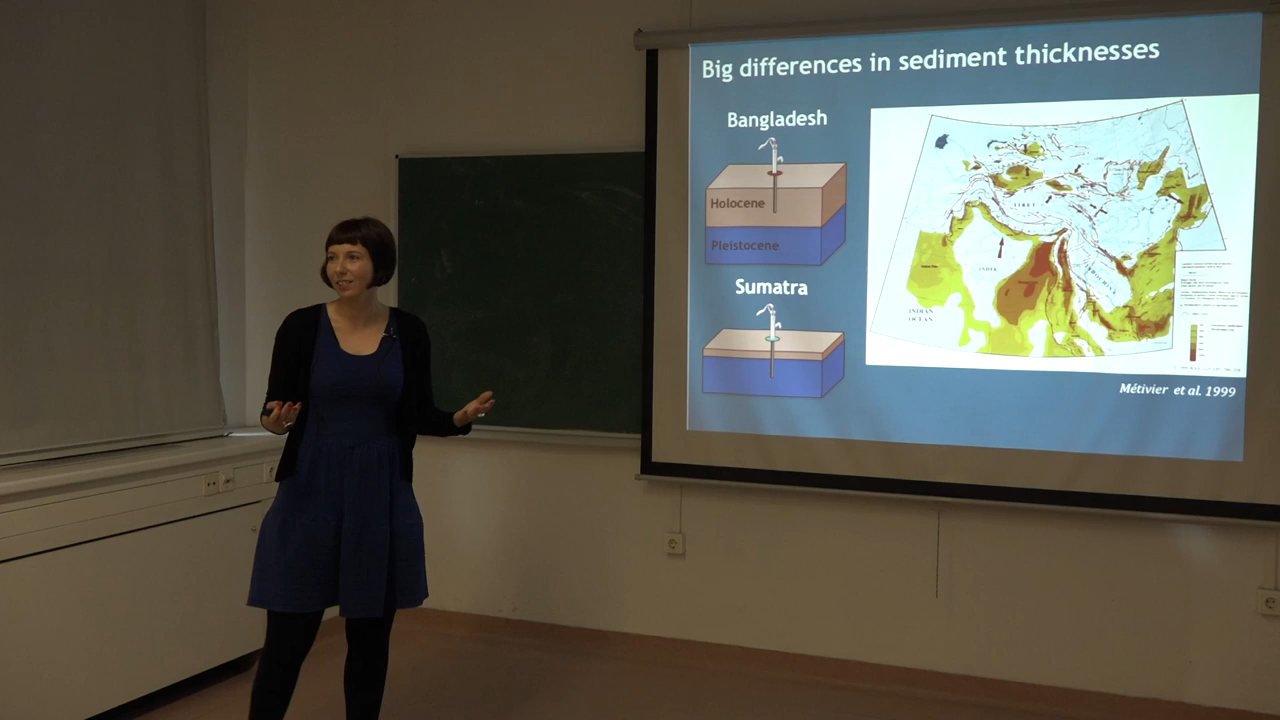 Big differences in sediment thicknesses
Bangladesh
Holocene
Pleistocene
Sumatra
TIBET
INDIA
INDIAN
OCEAN
Métivier et al. 1999